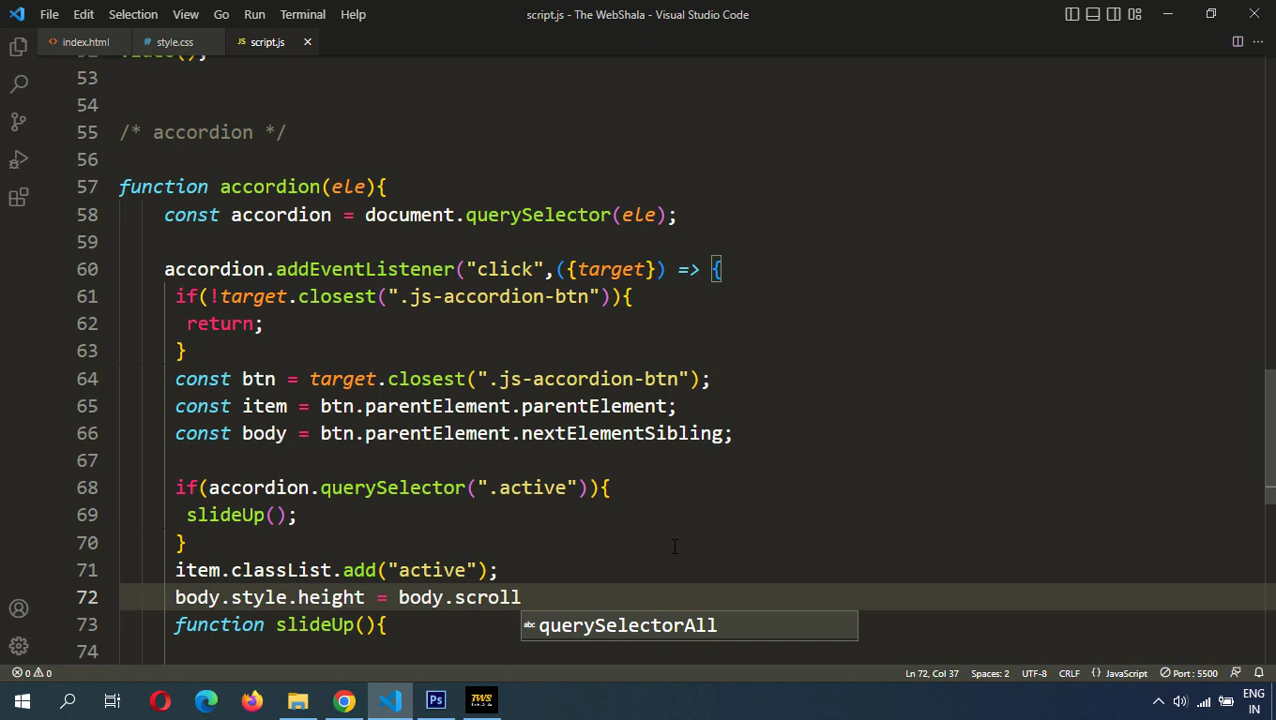 File Edit Selection View Go Run Terminal Help script.js - The WebShala - Visual Studio Code
index.html style.css JS script.js
53
54
55 /* accordion */
56
57 function accordion(ele){
58 const accordion = document.querySelector(ele);
59
60 accordion.addEventListener("click",({target}) => {
61 if(!target.closest(".js-accordion-btn")){
62 return;
63 }
64 const btn = target.closest(".js-accordion-btn");
65 const item = btn.parentElement.parentElement;
66 const body = btn.parentElement.nextElementSibling;
67
68 if(accordion.querySelector(".active")){
69 slideUp();
70 }
71 item.classList.add("active");
72 body.style.height = body.scroll
abc querySelectorAll
73 function slideUp(){
74
0 0 Ln 72, Col 37 Spaces: 2 UTF-8 CRLF {} JavaScript Port : 5500
Ps TWS ENG
IN